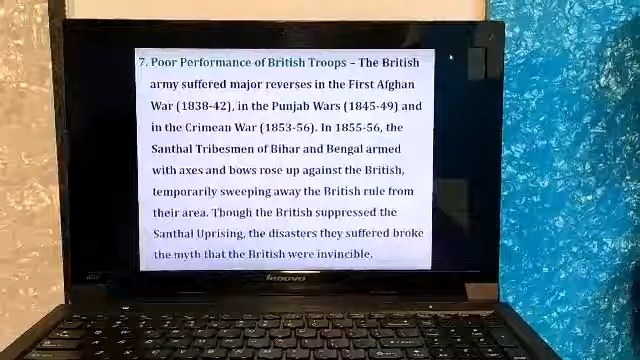 7. Poor Performance of British Troops – The British
army suffered major reverses in the First Afghan
War (1838-42), in the Punjab Wars (1845-49) and
in the Crimean War (1853-56). In 1855-56, the
Santhal Tribesmen of Bihar and Bengal armed
with axes and bows rose up against the British,
temporarily sweeping away the British rule from
their area. Though the British suppressed the
Santhal Uprising, the disasters they suffered broke
the myth that the British were invincible.
lenovo